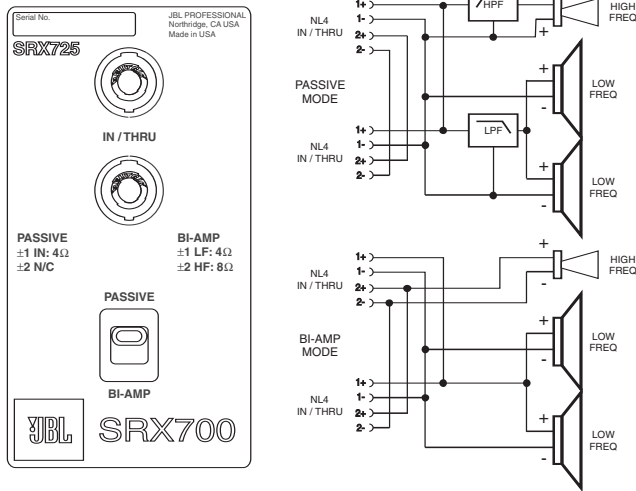 Serial No.
JBL PROFESSIONAL
Northridge, CA USA
Made in USA
SRX725
IN / THRU
PASSIVE
±1 IN: 4Ω
±2 N/C
BI-AMP
±1 LF: 4Ω
±2 HF: 8Ω
PASSIVE
BI-AMP
JBL
SRX700
1+
1-
2+
2-
NL4
IN / THRU
HPF
+
HIGH
FREQ
PASSIVE
MODE
+
-
LOW
FREQ
1+
1-
2+
2-
NL4
IN / THRU
LPF
+
-
LOW
FREQ
1+
1-
2+
2-
NL4
IN / THRU
+
-
HIGH
FREQ
BI-AMP
MODE
+
-
LOW
FREQ
1+
1-
2+
2-
NL4
IN / THRU
+
-
LOW
FREQ